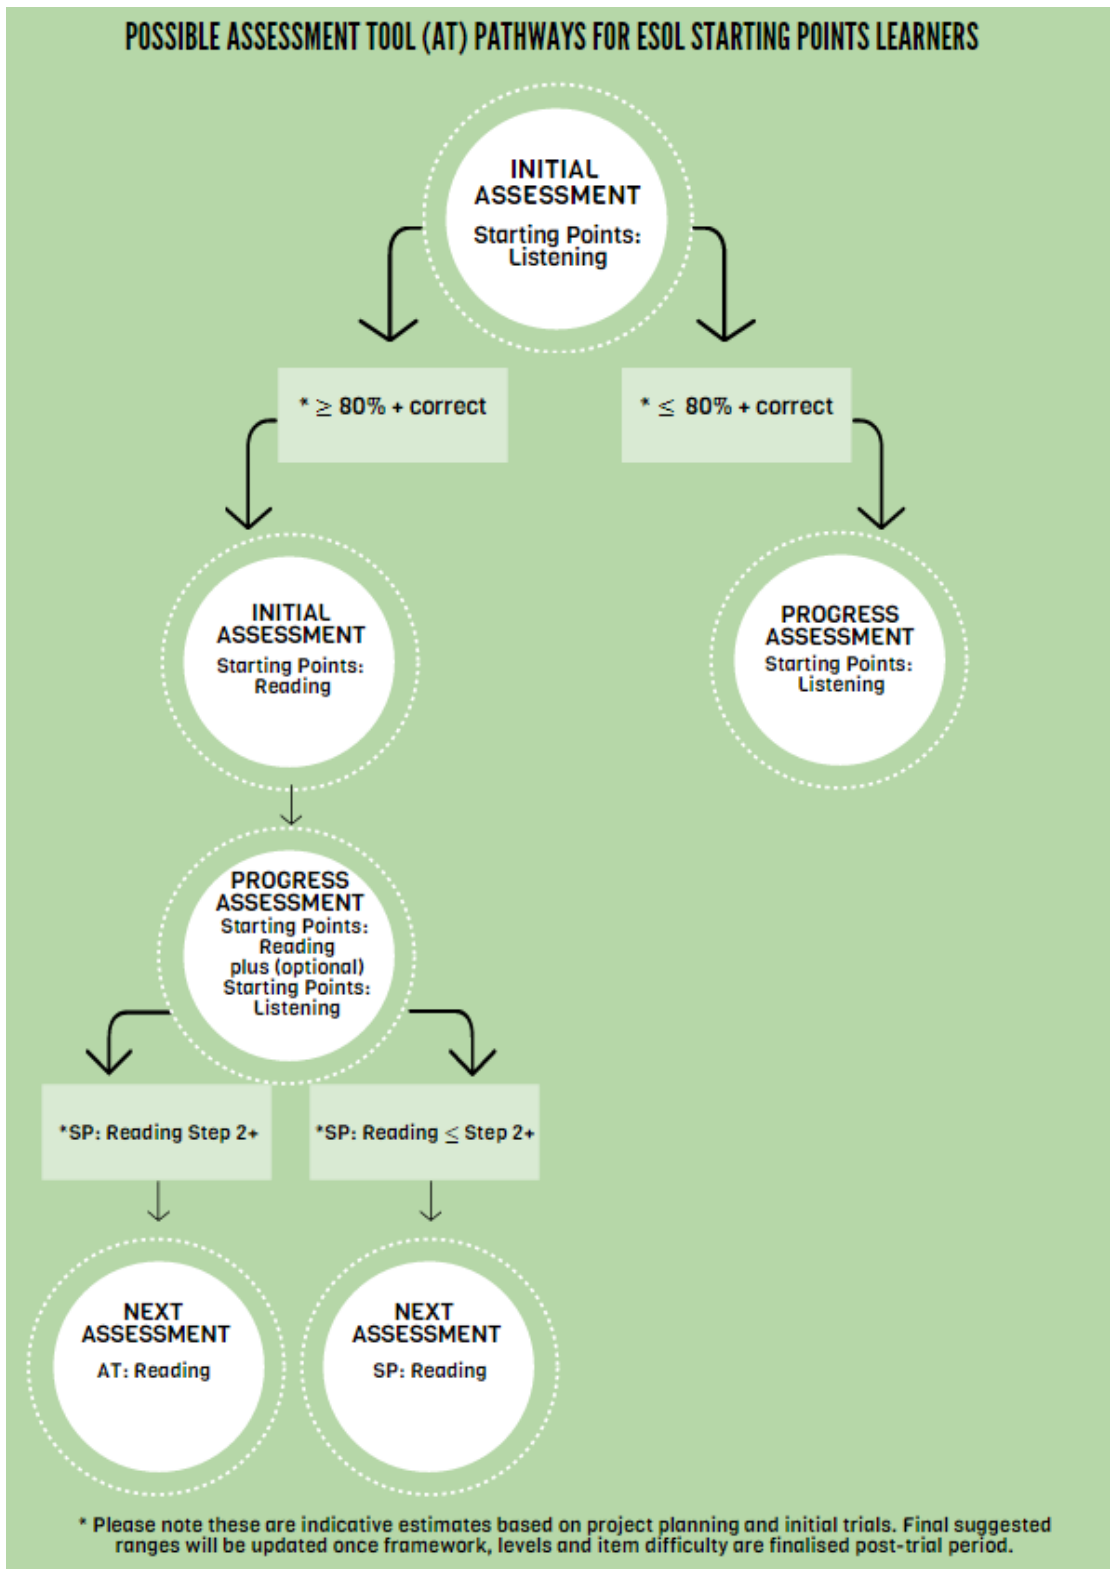 POSSIBLE ASSESSMENT TOOL (AT) PATHWAYS FOR ESOL STARTING POINTS LEARNERS
INITIAL
ASSESSMENT
Starting Points:
Listening
* ≥ 80% + correct
* ≤ 80% + correct
INITIAL
ASSESSMENT
Starting Points:
Reading
PROGRESS
ASSESSMENT
Starting Points:
Listening
PROGRESS
ASSESSMENT
Starting Points:
Reading
plus (optional)
Starting Points:
Listening
*SP: Reading Step 2+
*SP: Reading ≤ Step 2+
NEXT
ASSESSMENT
AT: Reading
NEXT
ASSESSMENT
SP: Reading
* Please note these are indicative estimates based on project planning and initial trials. Final suggested
ranges will be updated once framework, levels and item difficulty are finalised post-trial period.